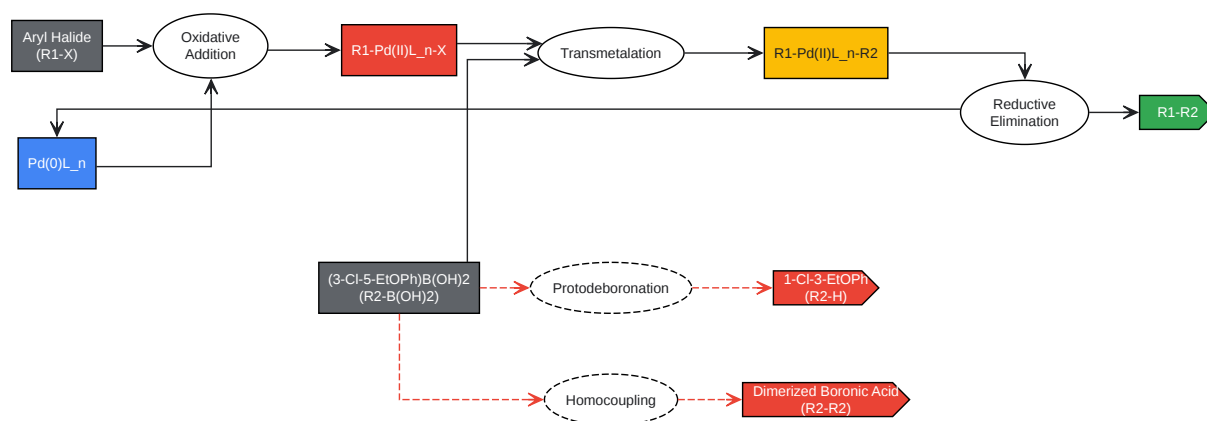 Aryl Halide
(R1-X)
Oxidative
Addition
R1-Pd(II)L_n-X
Transmetalation
R1-Pd(II)L_n-R2
Reductive
Elimination
R1-R2
Pd(0)L_n
(3-Cl-5-EtOPh)B(OH)2
(R2-B(OH)2)
Protodeboronation
1-Cl-3-EtOPh
(R2-H)
Homocoupling
Dimerized Boronic Acid
(R2-R2)